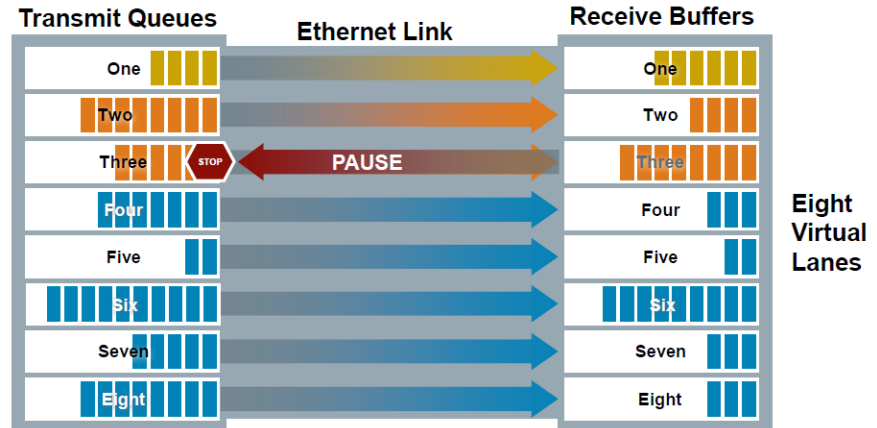 Transmit Queues
Ethernet Link
Receive Buffers
One
One
Two
Two
Three
STOP
PAUSE
Three
Four
Four
Five
Five
Six
Six
Seven
Seven
Eight
Eight
Eight
Virtual
Lanes